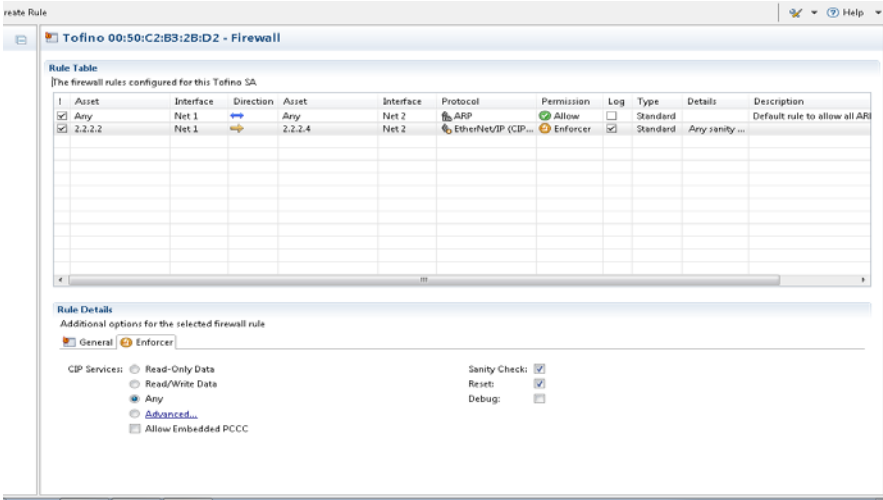 reate Rule Help
Tofino 00:50:C2:B3:2B:D2 - Firewall
Rule Table
The firewall rules configured for this Tofino SA
! Asset Interface Direction Asset Interface Protocol Permission Log Type Details Description
Any Net 1 Any Net 2 ARP Allow Standard Default rule to allow all ARI
2.2.2.2 Net 1 2.2.2.4 Net 2 EtherNet/IP (CIP... Enforcer Standard Any sanity ...
Rule Details
Additional options for the selected firewall rule
General Enforcer
CIP Services: Read-Only Data Sanity Check:
Read/Write Data Reset:
Any Debug:
Advanced...
Allow Embedded PCCC